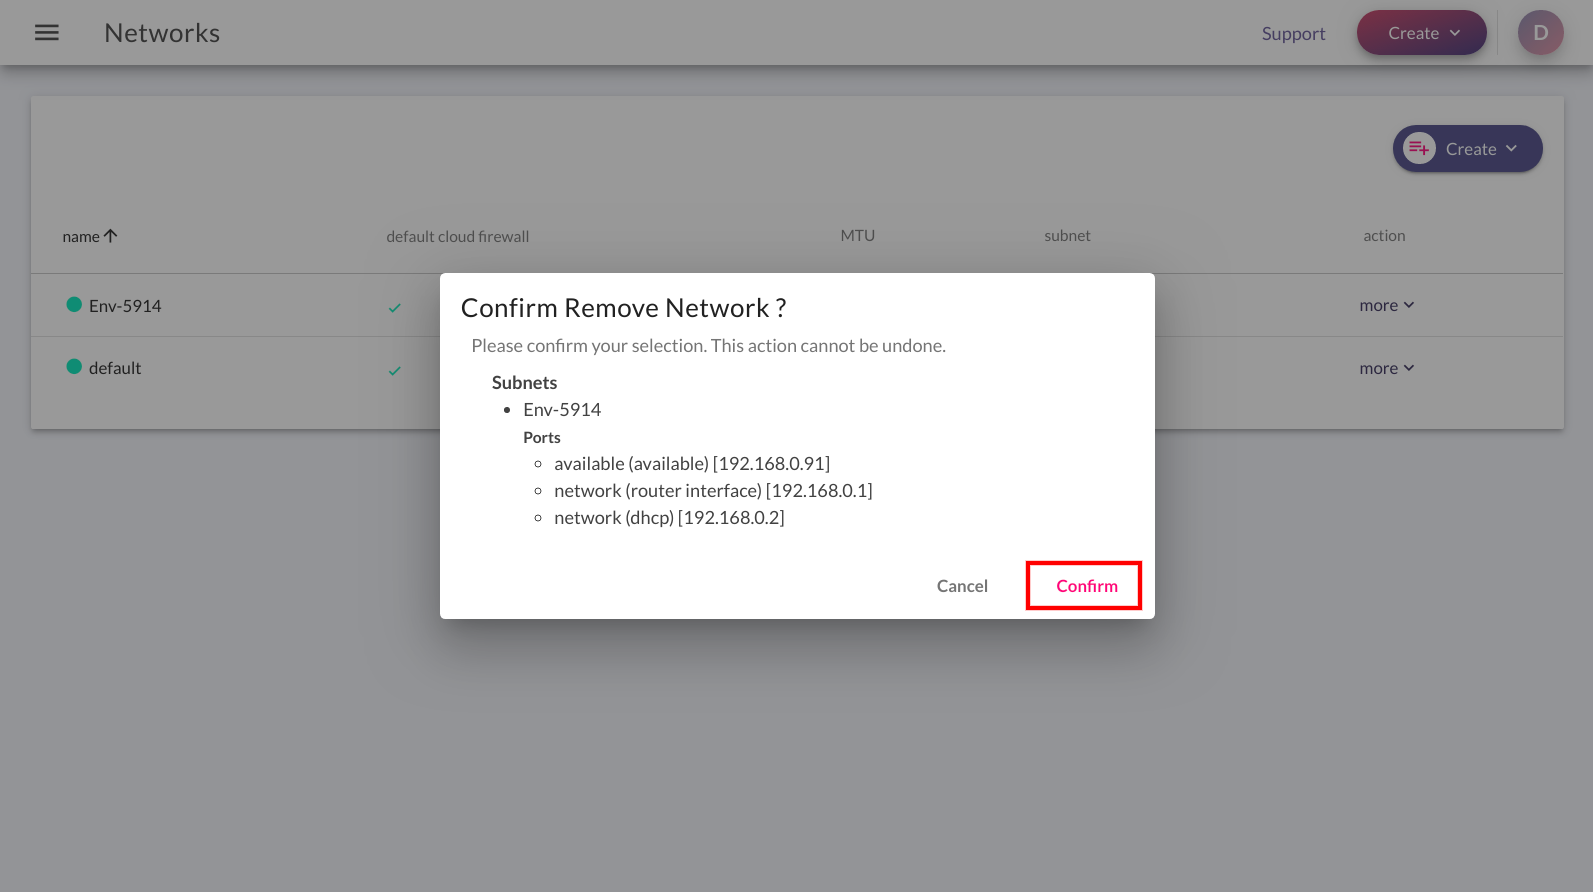 Networks
Support
Create
D
Create
name
default cloud firewall
MTU
subnet
action
Env-5914
more
default
more
Confirm Remove Network ?
Please confirm your selection. This action cannot be undone.
Subnets
Env-5914
Ports
available (available) [192.168.0.91]
network (router interface) [192.168.0.1]
network (dhcp) [192.168.0.2]
Cancel
Confirm